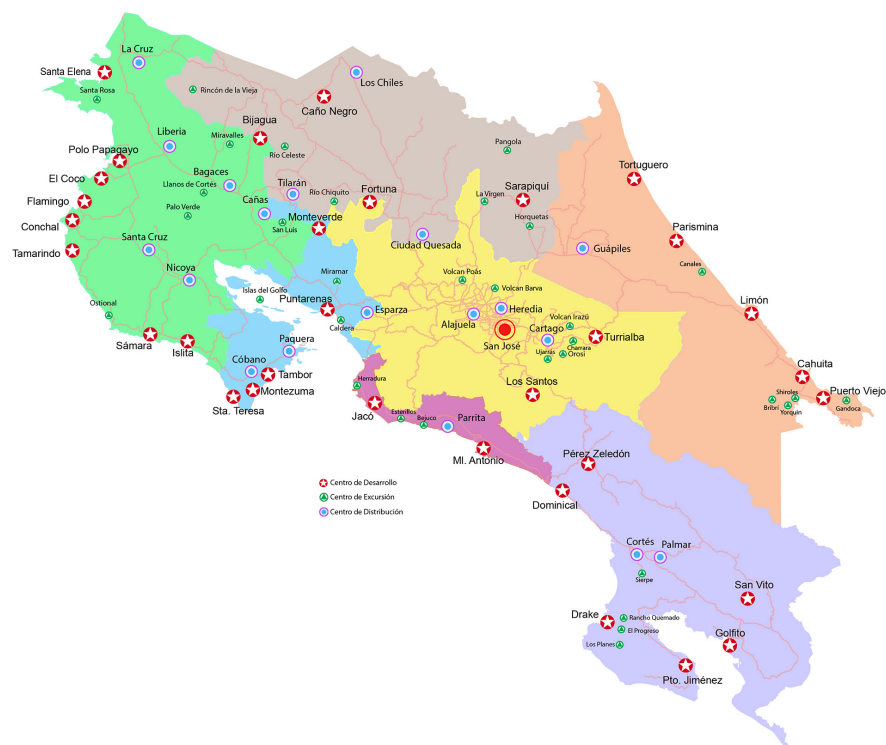 La Cruz
Santa Elena
Los Chiles
Santa Rosa
Rincón de la Vieja
Caño Negro
Liberia
Miravalles
Bijagua
Polo Papagayo
Río Celeste
Pangola
El Coco
Bagaces
Llanos de Cortés
Tilarán
Río Chiquito
Fortuna
La Virgen
Sarapiquí
Tortuguero
Flamingo
Cañas
Palo Verde
San Luis
Monteverde
Horquetas
Conchal
Ciudad Quesada
Guápiles
Parismina
Tamarindo
Santa Cruz
Nicoya
Miramar
Volcan Poás
Volcan Barva
Canales
Islas del Golfo
Puntarenas
Ostional
Esparza
Heredia
Limón
Caldera
Alajuela
Cartago
Volcan Irazú
San José
Turrialba
Charrara
Orosi
Ujarrás
Sámara
Islita
Paquera
Cóbano
Tambor
Montezuma
Sta. Teresa
Herradura
Los Santos
Cahuita
Puerto Viejo
Shiroles
Bribri
Yorquin
Gandoca
Jacó
Esterillos
Bejuco
Parrita
Ml. Antonio
Pérez Zeledón
Dominical
Centro de Desarrollo
Centro de Excursión
Centro de Distribución
Cortés
Palmar
Sierpe
San Vito
Drake
Rancho Quemado
El Progreso
Los Planes
Golfito
Pto. Jiménez